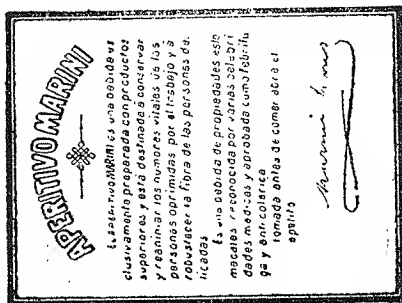 APERITIVO MARINI
El APERITIVO MARINI es una bebida ex
clusivamente preparada con productos
superiores y está destinada á conservar
y reanimar los humores vitales de las
personas oprimidas por el trabajo y á
robustecer la fibra de las personas de-
licadas
Es una bebida de propiedades esto
macales reconocida por varias celebri
dades médicas y aprobada como febrífu
ga y anticolérica
tomada antes de comer abre el
apetito